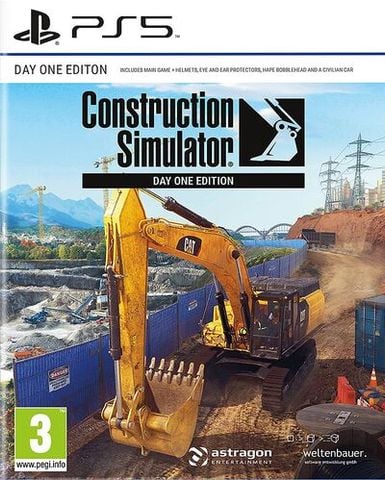 PS5
DAY ONE EDITON
INCLUDES MAIN GAME + HELMETS, EYE AND EAR PROTECTORS, HAPE BOBBLEHEAD AND A CIVILIAN CAR
Construction
Simulator®
DAY ONE EDITION
CAT
DANGER
3
www.pegi.info
astragon
ENTERTAINMENT
weltenbauer.
software entwicklung gmbh